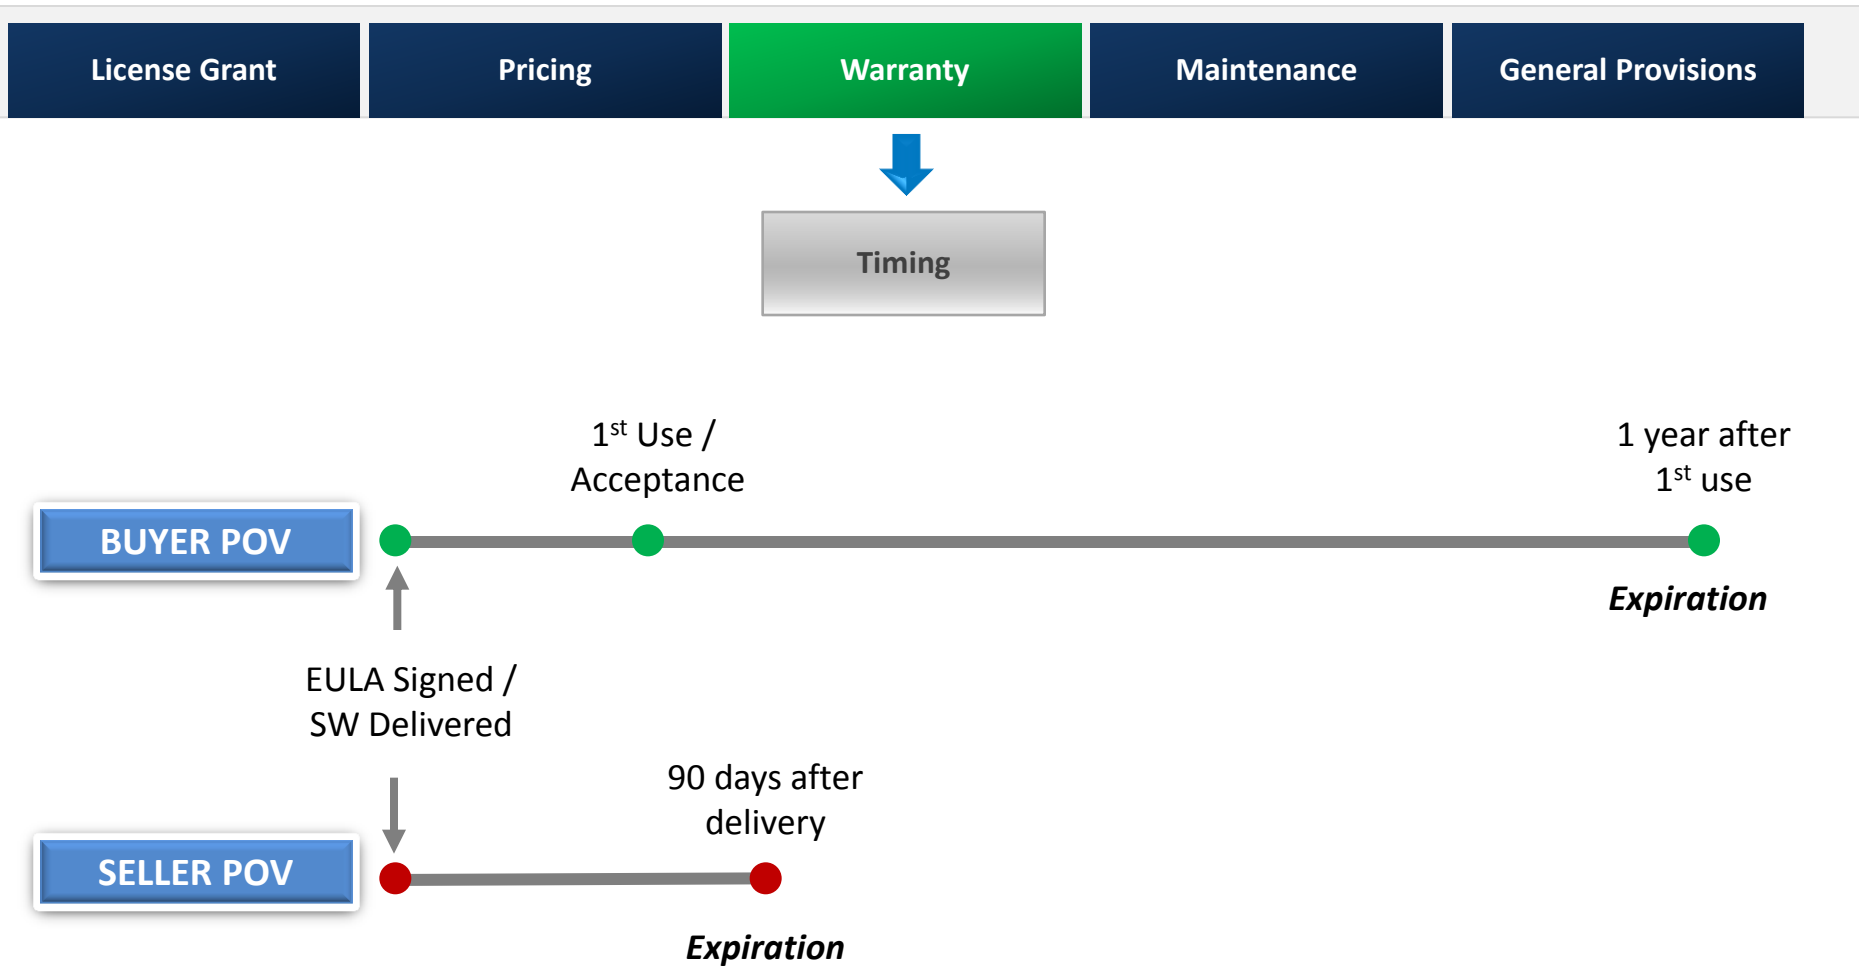 License Grant
Pricing
Warranty
Maintenance
General Provisions
Timing
1st Use /
Acceptance
1 year after
1st use
BUYER POV
Expiration
EULA Signed /
SW Delivered
90 days after
delivery
SELLER POV
Expiration